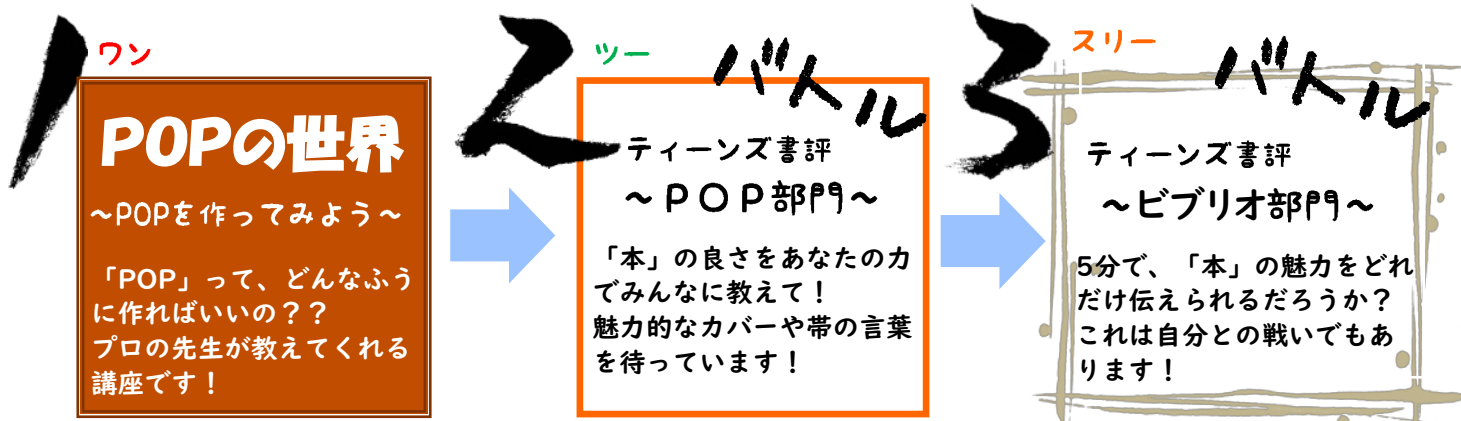 1
ワン
POPの世界
～POPを作ってみよう～
「POP」って、どんなふう
に作ればいいの？？
プロの先生が教えてくれる
講座です！
2
ツー
バトル
ティーンズ書評
～ＰＯＰ部門～
「本」の良さをあなたの力
でみんなに教えて！
魅力的なカバーや帯の言葉
を待っています！
3
スリー
バトル
ティーンズ書評
～ビブリオ部門～
5分で、「本」の魅力をどれ
だけ伝えられるだろうか？
これは自分との戦いでもあ
ります！